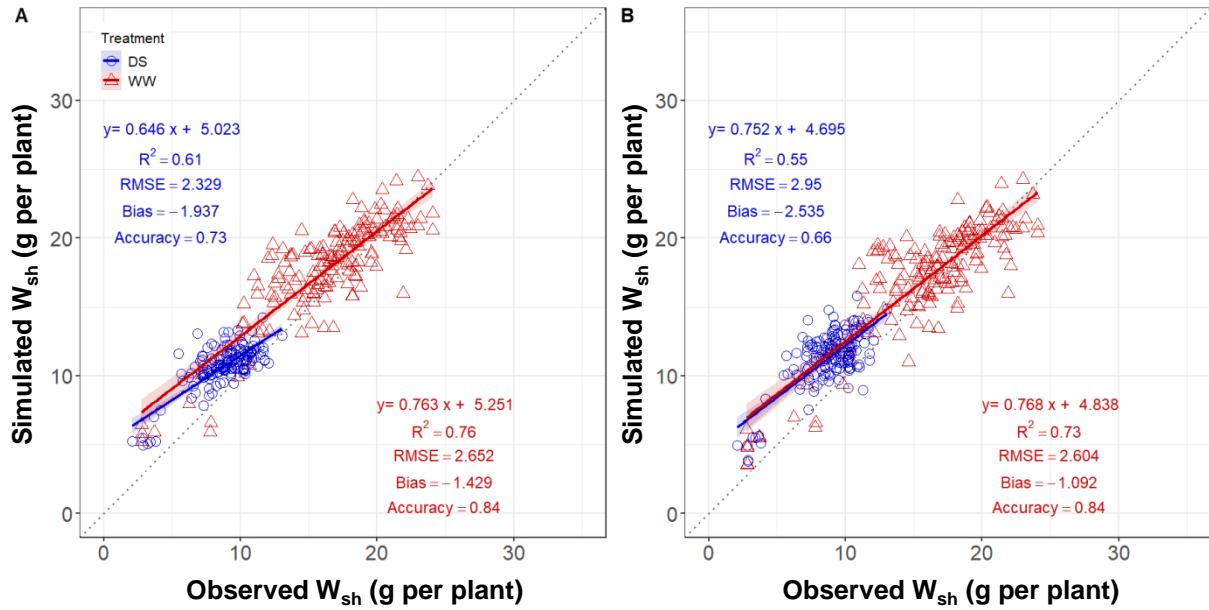 A
Treatment
DS
WW
y= 0.646 x + 5.023
R² = 0.61
RMSE = 2.329
Bias = −1.937
Accuracy = 0.73
y= 0.763 x + 5.251
R² = 0.76
RMSE = 2.652
Bias = −1.429
Accuracy = 0.84
30
20
10
0
0 10 20 30
Simulated Wsh (g per plant)
Observed Wsh (g per plant)
B
y= 0.752 x + 4.695
R² = 0.55
RMSE = 2.95
Bias = −2.535
Accuracy = 0.66
y= 0.768 x + 4.838
R² = 0.73
RMSE = 2.604
Bias = −1.092
Accuracy = 0.84
30
20
10
0
0 10 20 30
Simulated Wsh (g per plant)
Observed Wsh (g per plant)